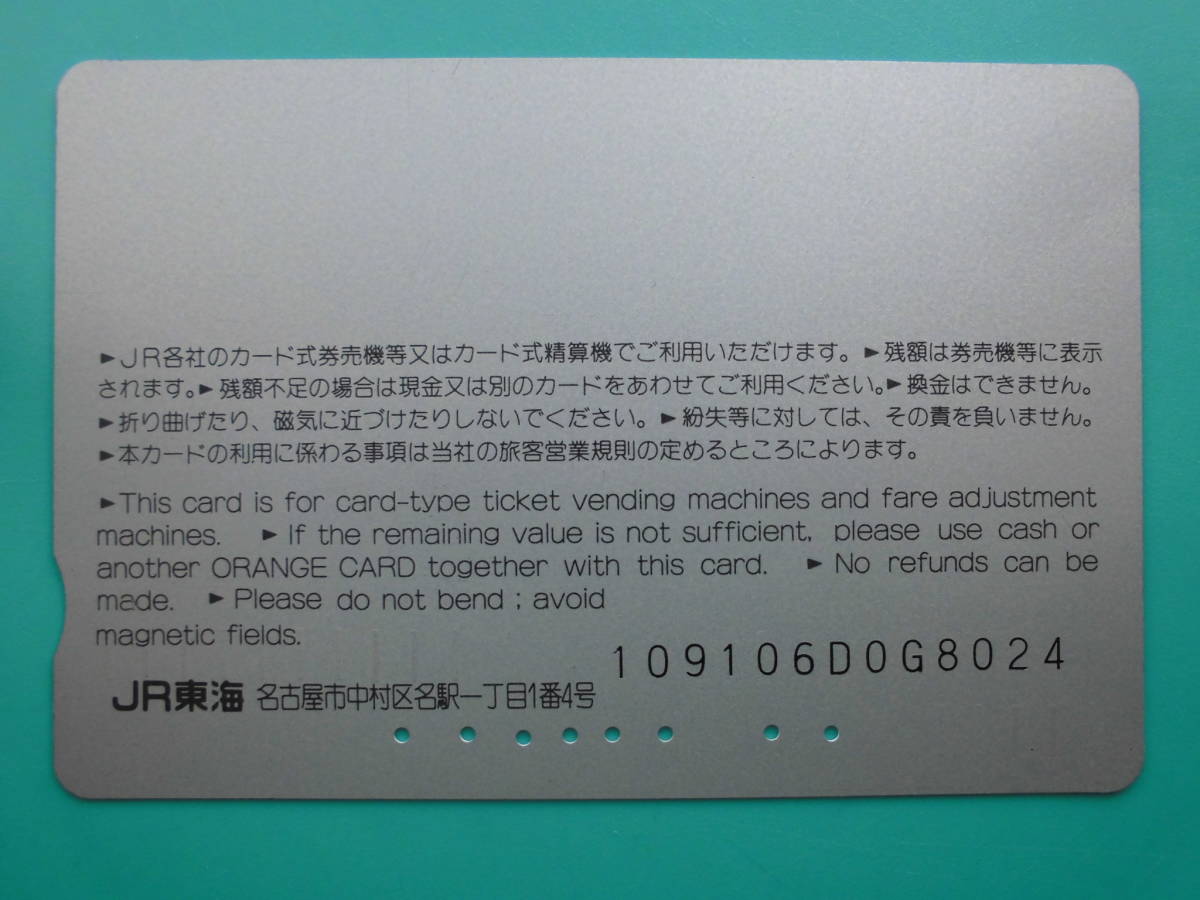 ►JR各社のカード式券売機等又はカード式精算機でご利用いただけます。►残額は券売機等に表示
されます。►残額不足の場合は現金又は別のカードをあわせてご利用ください。►換金はできません。
►折り曲げたり、磁気に近づけたりしないでください。►紛失等に対しては、その責を負いません。
►本カードの利用に係わる事項は当社の旅客営業規則の定めるところによります。
►This card is for card-type ticket vending machines and fare adjustment
machines. ►If the remaining value is not sufficient, please use cash or
another ORANGE CARD together with this card. ►No refunds can be
made. ►Please do not bend ; avoid
magnetic fields.
109106D0G8024
JR東海 名古屋市中村区名駅一丁目1番4号